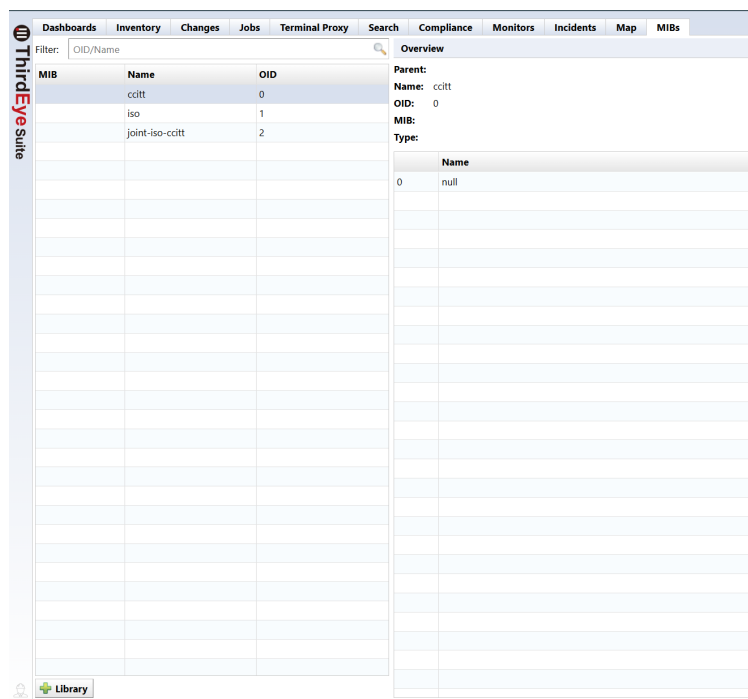 Dashboards Inventory Changes Jobs Terminal Proxy Search Compliance Monitors Incidents Map MIBs
ThirdEye Suite
Filter: OID/Name
MIB Name OID
ccitt 0
iso 1
joint-iso-ccitt 2
Library
Overview
Parent:
Name: ccitt
OID: 0
MIB:
Type:
Name
0 null